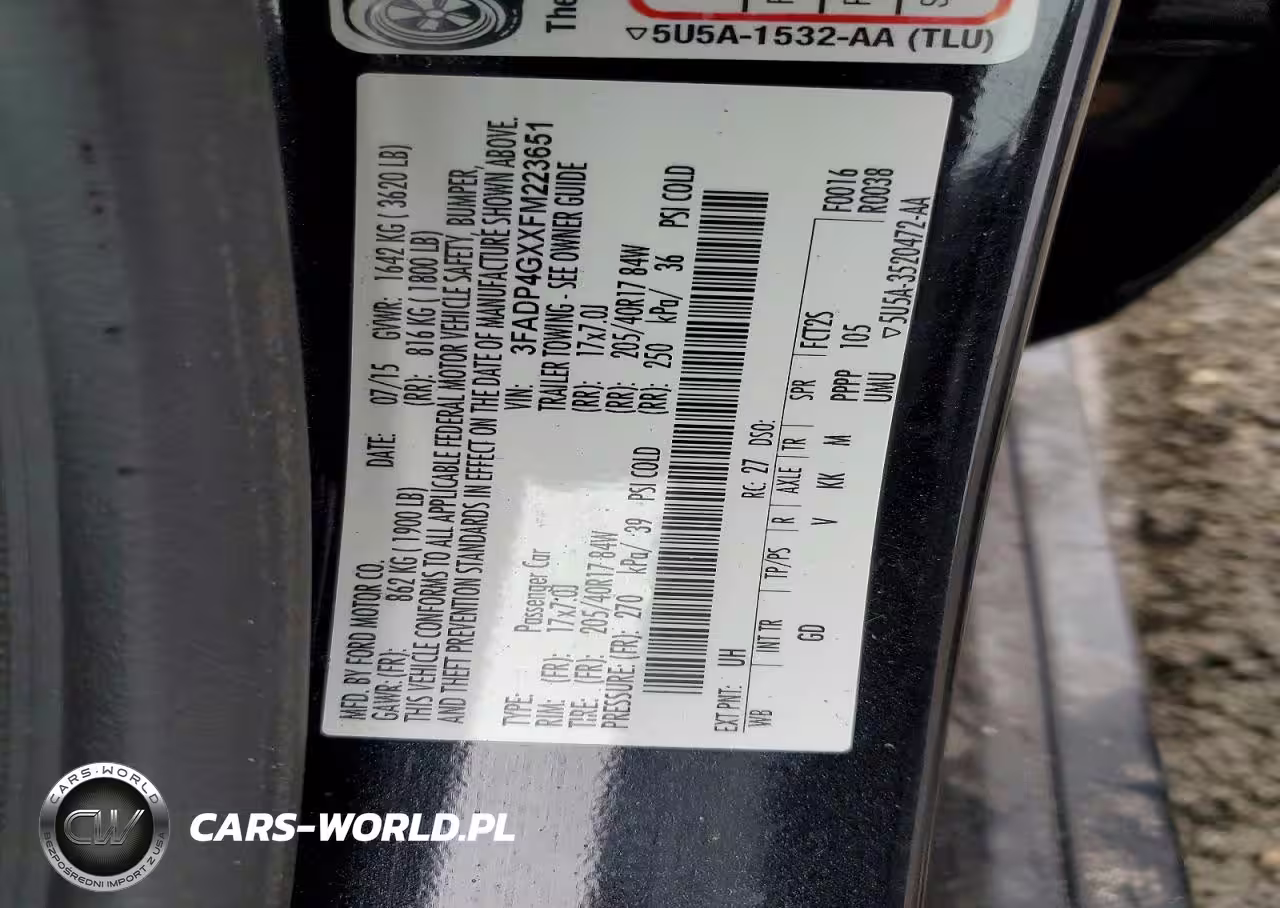 The
▽5U5A-1532-AA (TLU)
MFD. BY FORD MOTOR CO. DATE: 07/15 GVWR: 1642 KG ( 3620 LB)
GAWR: (FR): 862 KG ( 1900 LB) (RR): 816 KG ( 1800 LB)
THIS VEHICLE CONFORMS TO ALL APPLICABLE FEDERAL MOTOR VEHICLE SAFETY, BUMPER,
AND THEFT PREVENTION STANDARDS IN EFFECT ON THE DATE OF MANUFACTURE SHOWN ABOVE.
VIN: 3FADP4GXXFM223651
TYPE: Passenger Car TRAILER TOWING - SEE OWNER GUIDE
RIM: (FR): 17x7.0J (RR): 17x7.0J
TIRE: (FR): 205/40R17 84W (RR): 205/40R17 84W
PRESSURE: (FR): 270 kPa/ 39 PSI COLD (RR): 250 kPa/ 36 PSI COLD
EXT PNT: UH RC: 27 DSO:
WB INT TR TP/PS R AXLE TR SPR FCT2S F0016
GD V KK M PPPP 105 R0038
UMU
▽5U5A-3520472-AA
CARS-WORLD
CW
BEZPOŚREDNI IMPORT Z USA
CARS-WORLD.PL